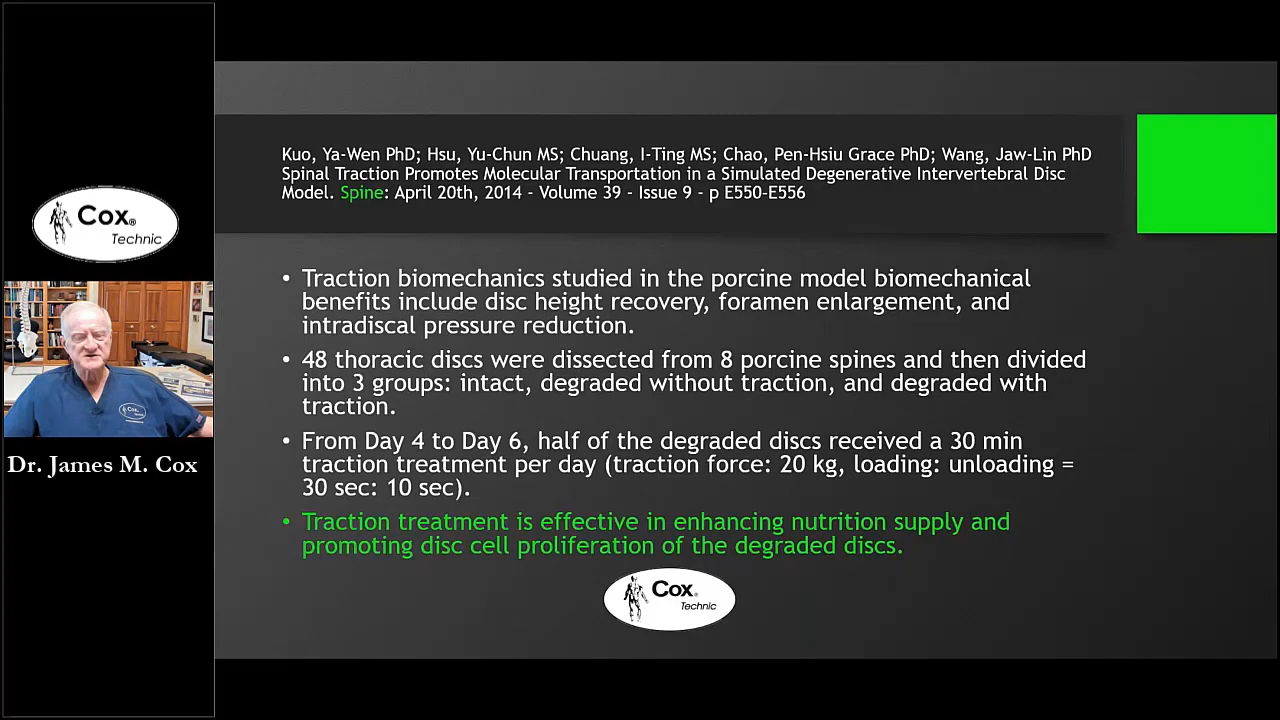 Cox®
Technic
Dr. James M. Cox
Kuo, Ya-Wen PhD; Hsu, Yu-Chun MS; Chuang, I-Ting MS; Chao, Pen-Hsiu Grace PhD; Wang, Jaw-Lin PhD
Spinal Traction Promotes Molecular Transportation in a Simulated Degenerative Intervertebral Disc
Model. Spine: April 20th, 2014 - Volume 39 - Issue 9 - p E550-E556
• Traction biomechanics studied in the porcine model biomechanical
benefits include disc height recovery, foramen enlargement, and
intradiscal pressure reduction.
• 48 thoracic discs were dissected from 8 porcine spines and then divided
into 3 groups: intact, degraded without traction, and degraded with
traction.
• From Day 4 to Day 6, half of the degraded discs received a 30 min
traction treatment per day (traction force: 20 kg, loading: unloading =
30 sec: 10 sec).
• Traction treatment is effective in enhancing nutrition supply and
promoting disc cell proliferation of the degraded discs.
Cox®
Technic